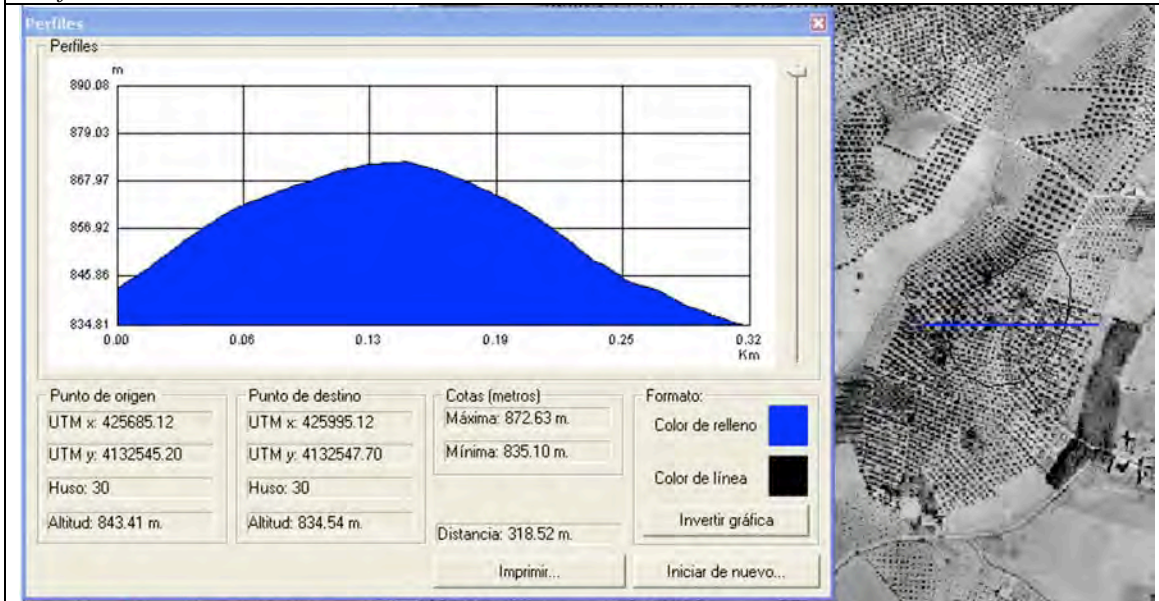 Perfiles
Perfiles
m
890.08
879.03
867.97
856.92
845.86
834.81
0.00 0.06 0.13 0.19 0.25 0.32
Km
Punto de origen
UTM x: 425685.12
UTM y: 4132545.20
Huso: 30
Altitud: 843.41 m.
Punto de destino
UTM x: 425995.12
UTM y: 4132547.70
Huso: 30
Altitud: 834.54 m.
Cotas (metros)
Máxima: 872.63 m.
Mínima: 835.10 m.
Distancia: 318.52 m.
Formato:
Color de relleno
Color de línea
Invertir gráfica
Imprimir...
Iniciar de nuevo...